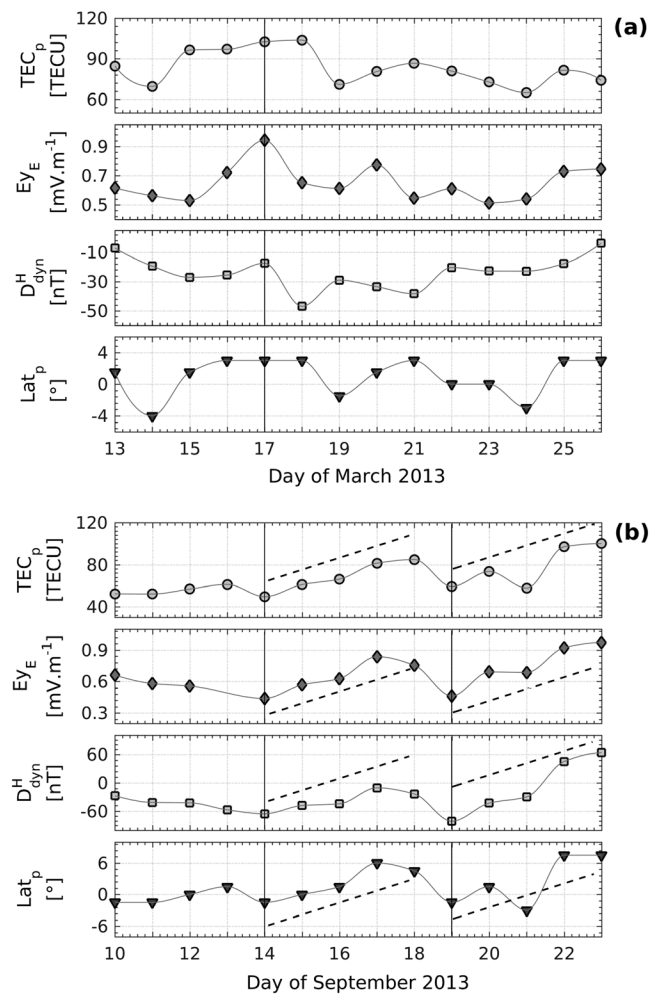 (a)
TEC_p
[TECU]
120
90
60
Ey_E
[mV.m⁻¹]
0.9
0.7
0.5
D^H_dyn
[nT]
-10
-30
-50
Lat_p
[°]
4
0
-4
13 15 17 19 21 23 25
Day of March 2013
(b)
TEC_p
[TECU]
120
80
40
Ey_E
[mV.m⁻¹]
0.9
0.6
0.3
D^H_dyn
[nT]
60
0
-60
Lat_p
[°]
6
0
-6
10 12 14 16 18 20 22
Day of September 2013